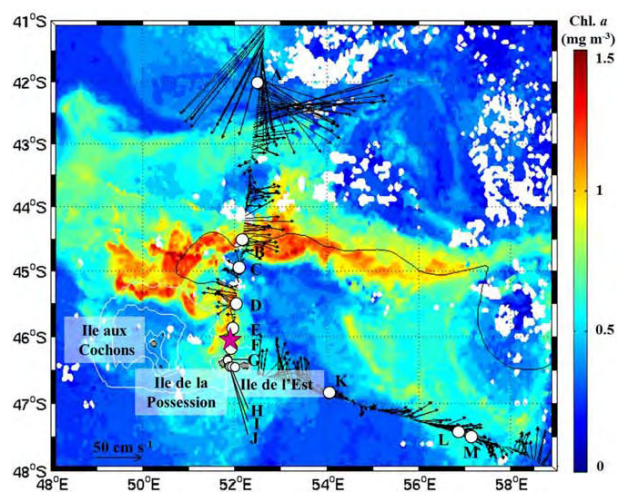 Chl. a
(mg m-3)
41°S
1.5
A
42°S
43°S
44°S
1
B
C
45°S
D
E
46°S
F
G
0.5
Ile aux
Cochons
Ile de la
Possession
Ile de l'Est
K
47°S
H
I
J
L
M
50 cm s-1
48°S
0
48°E
50°E
52°E
54°E
56°E
58°E